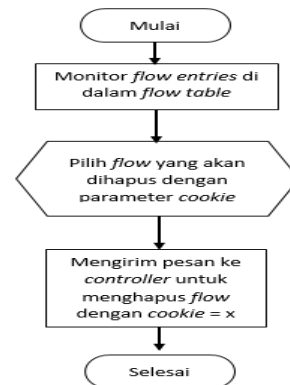 Mulai
Monitor flow entries di
dalam flow table
Pilih flow yang akan
dihapus dengan
parameter cookie
Mengirim pesan ke
controller untuk
menghapus flow
dengan cookie = x
Selesai